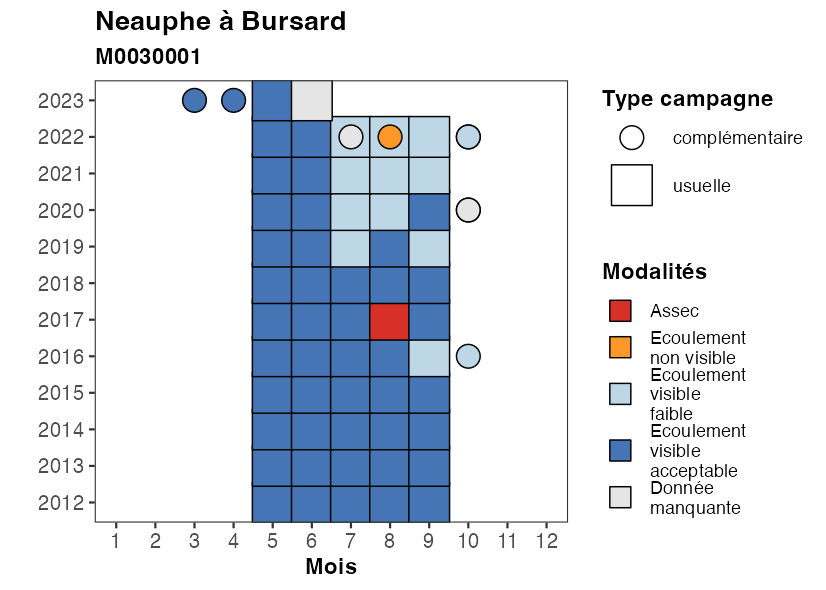 Neauphe à Bursard
M0030001
2023
2022
2021
2020
2019
2018
2017
2016
2015
2014
2013
2012
1 2 3 4 5 6 7 8 9 10 11 12
Mois
Type campagne
complémentaire
usuelle
Modalités
Assec
Ecoulement
non visible
Ecoulement
visible
faible
Ecoulement
visible
acceptable
Donnée
manquante